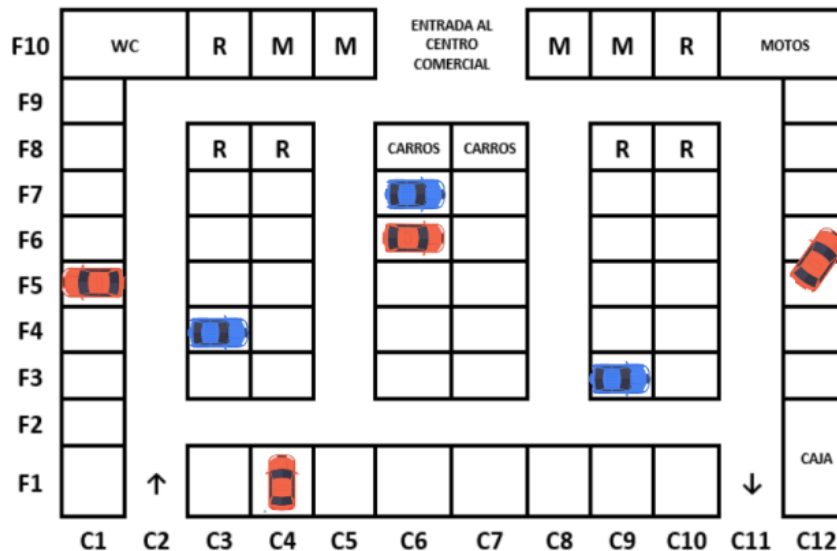 F10 WC R M M ENTRADA AL CENTRO COMERCIAL M M R MOTOS
F9
F8 R R CARROS CARROS R R
F7
F6
F5
F4
F3
F2
F1 ↑ ↓ CAJA
C1 C2 C3 C4 C5 C6 C7 C8 C9 C10 C11 C12